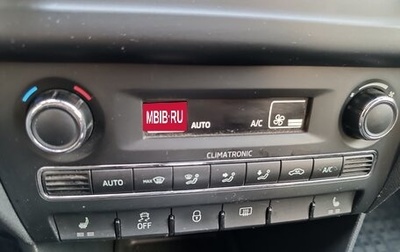 MBIB·RU AUTO A/C
CLIMATRONIC
AUTO MAX A/C
OFF